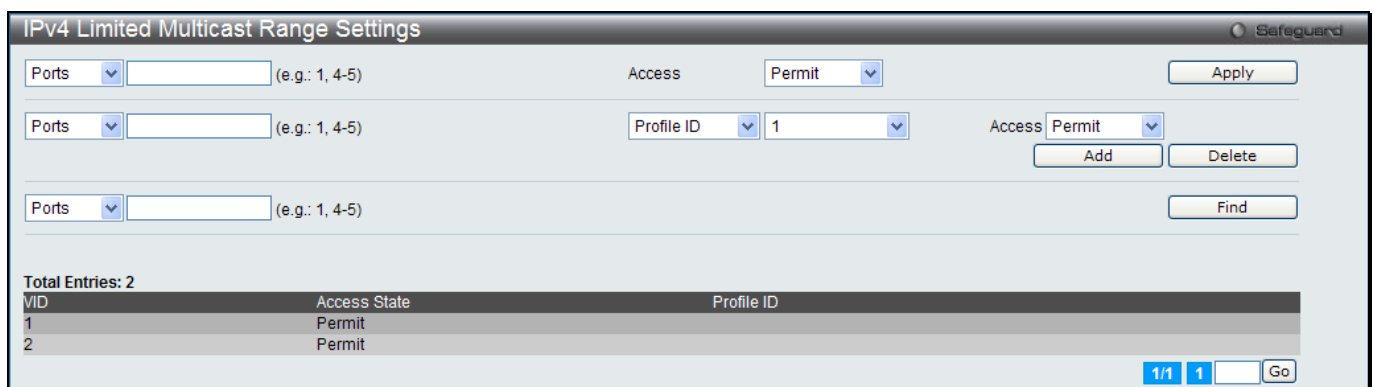 IPv4 Limited Multicast Range Settings Safeguard
Ports (e.g.: 1, 4-5) Access Permit Apply
Ports (e.g.: 1, 4-5) Profile ID 1 Access Permit
Add Delete
Ports (e.g.: 1, 4-5) Find
Total Entries: 2
VID Access State Profile ID
1 Permit
2 Permit
1/1 1 Go